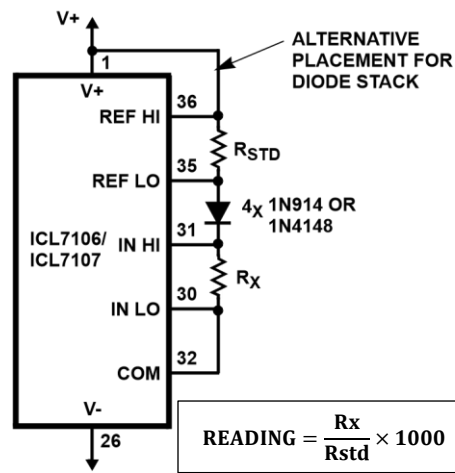 V+
1
ALTERNATIVE
PLACEMENT FOR
DIODE STACK
V+
36
REF HI
RSTD
35
REF LO
4X 1N914 OR
1N4148
ICL7106/
ICL7107
31
IN HI
RX
30
IN LO
32
COM
V-
26
READING = Rx/Rstd × 1000